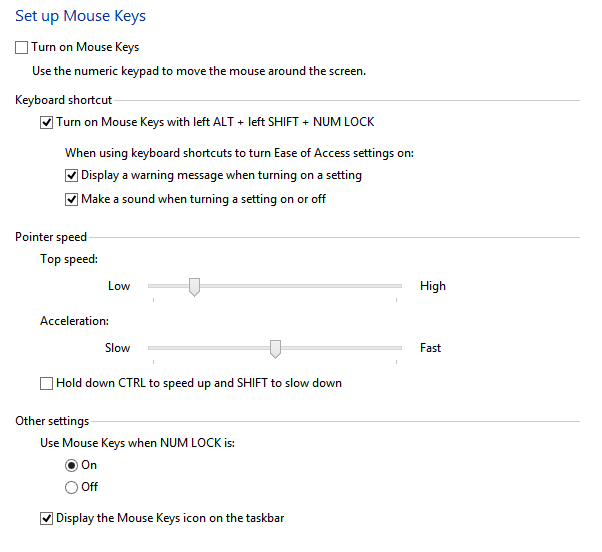 Set up Mouse Keys
Turn on Mouse Keys
Use the numeric keypad to move the mouse around the screen.
Keyboard shortcut
Turn on Mouse Keys with left ALT + left SHIFT + NUM LOCK
When using keyboard shortcuts to turn Ease of Access settings on:
Display a warning message when turning on a setting
Make a sound when turning a setting on or off
Pointer speed
Top speed:
Low High
Acceleration:
Slow Fast
Hold down CTRL to speed up and SHIFT to slow down
Other settings
Use Mouse Keys when NUM LOCK is:
On
Off
Display the Mouse Keys icon on the taskbar